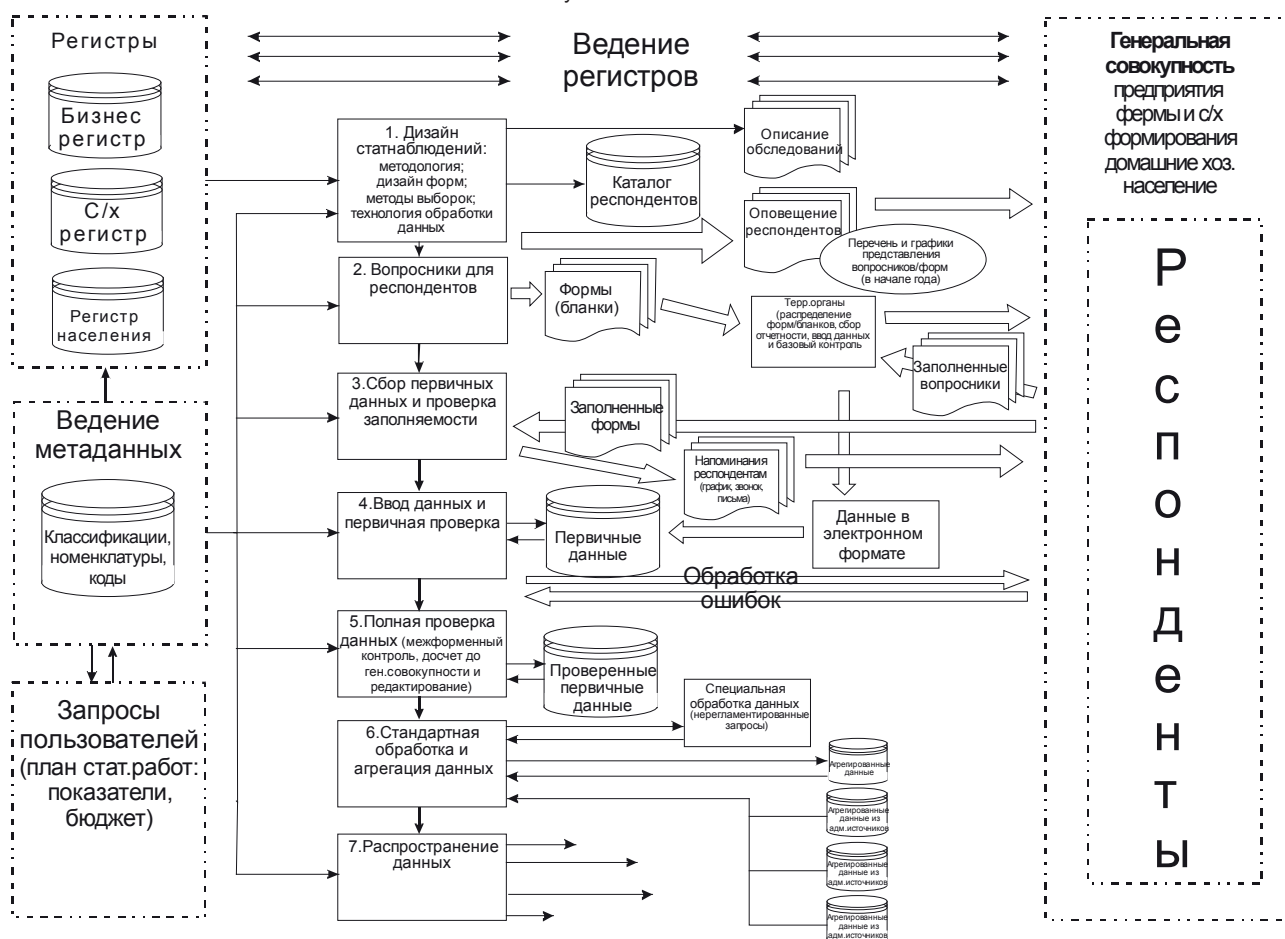 Регистры
Бизнес
регистр
С/х
регистр
Регистр
населения
Ведение
метаданных
Классификации,
номенклатуры,
коды
Запросы
пользователей
(план стат.работ:
показатели,
бюджет)
Ведение
регистров
1. Дизайн
статнаблюдений:
методология;
дизайн форм;
методы выборок;
технология обработки
данных
2. Вопросники для
респондентов
3.Сбор первичных
данных и проверка
заполняемости
4.Ввод данных и
первичная проверка
5.Полная проверка
данных (межформенный
контроль, досчет до
ген.совокупности и
редактирование)
6.Стандартная
обработка и
агрегация данных
7.Распространение
данных
Каталог
респондентов
Описание
обследований
Оповещение
респондентов
Перечень и графики
представления
вопросников/форм
(в начале года)
Формы
(бланки)
Терр.органы
(распределение
форм/бланков, сбор
отчетности, ввод данных
и базовый контроль
Заполненные
вопросники
Заполненные
формы
Напоминания
респондентам
(график, звонок,
письма)
Первичные
данные
Данные в
электронном
формате
Обработка
ошибок
Проверенные
первичные
данные
Специальная
обработка данных
(нерегламентированные
запросы)
Агрегированные
данные
Агрегированные
данные из
адм.источников
Агрегированные
данные из
адм.источников
Агрегированные
данные из
адм.источников
Генеральная
совокупность
предприятия
фермы и с/х
формирования
домашние хоз.
население
Р
е
с
п
о
н
д
е
н
т
ы